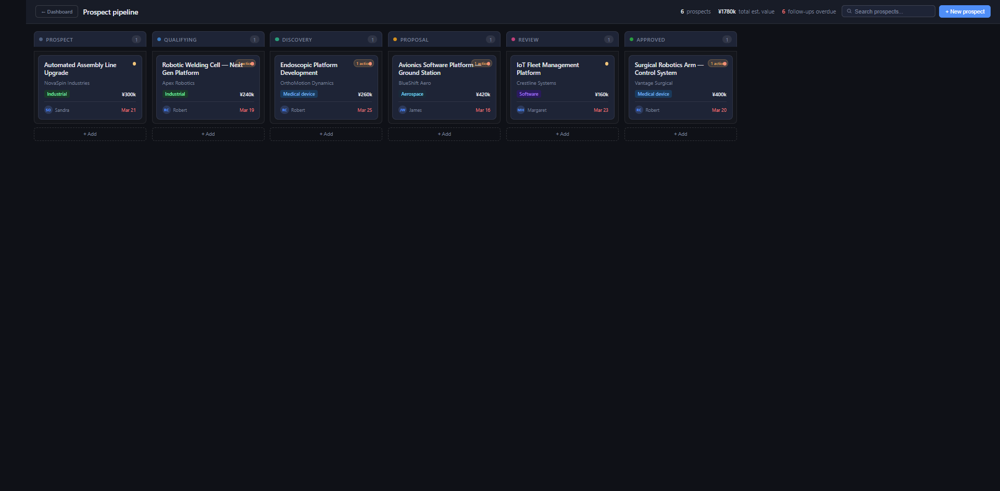 ← Dashboard
Prospect pipeline
6 prospects
¥1780k total est. value
6 follow-ups overdue
Search prospects...
+ New prospect
PROSPECT
1
Automated Assembly Line
Upgrade
NovaSpin Industries
Industrial
¥300k
SO
Sandra
Mar 21
+ Add
QUALIFYING
1
Robotic Welding Cell — Next
Gen Platform
1 action
Apex Robotics
Industrial
¥240k
RC
Robert
Mar 19
+ Add
DISCOVERY
1
Endoscopic Platform
Development
1 action
OrthoMotion Dynamics
Medical device
¥260k
RC
Robert
Mar 25
+ Add
PROPOSAL
1
Avionics Software Platform —
Ground Station
1 action
BlueShift Aero
Aerospace
¥420k
JW
James
Mar 16
+ Add
REVIEW
1
IoT Fleet Management
Platform
Crestline Systems
Software
¥160k
MH
Margaret
Mar 23
+ Add
APPROVED
1
Surgical Robotics Arm —
Control System
1 action
Vantage Surgical
Medical device
¥400k
RC
Robert
Mar 20
+ Add